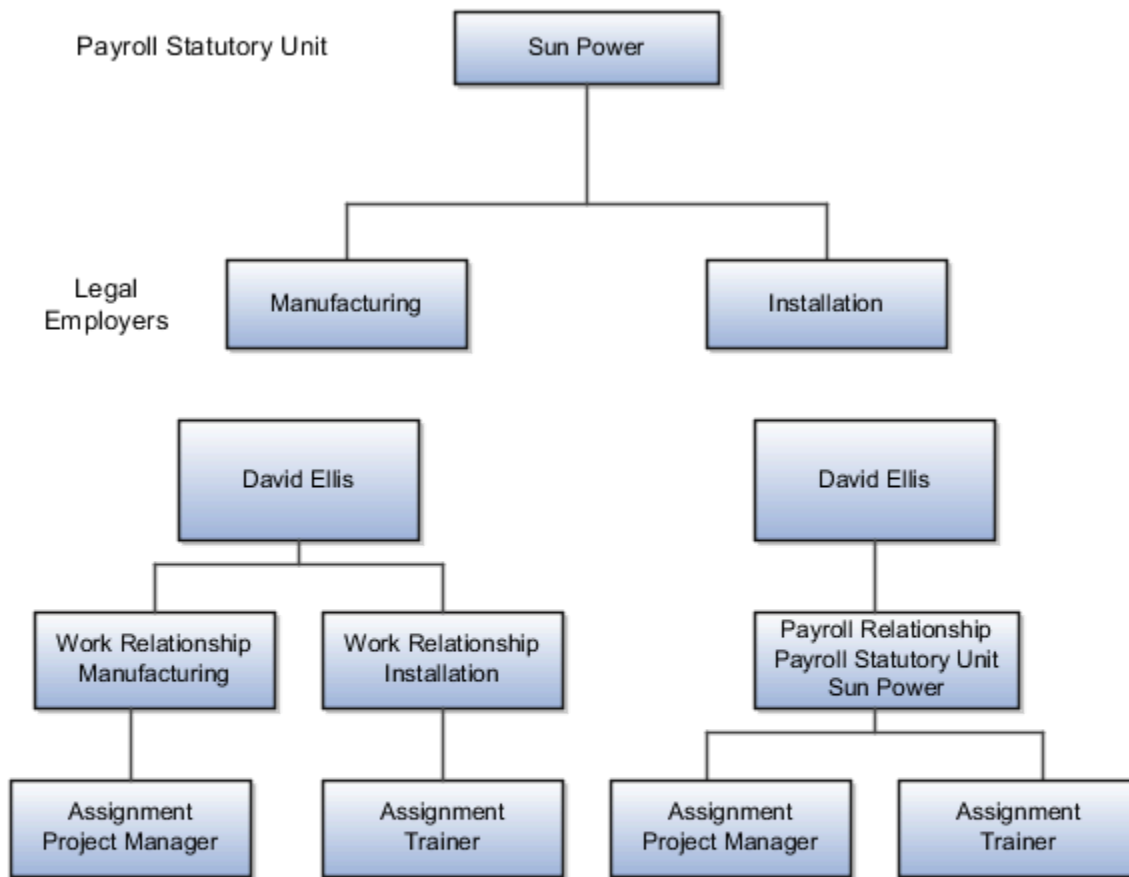 Payroll Statutory Unit
Sun Power
Legal
Employers
Manufacturing
Installation
David Ellis
David Ellis
Work Relationship
Manufacturing
Work Relationship
Installation
Payroll Relationship
Payroll Statutory Unit
Sun Power
Assignment
Project Manager
Assignment
Trainer
Assignment
Project Manager
Assignment
Trainer